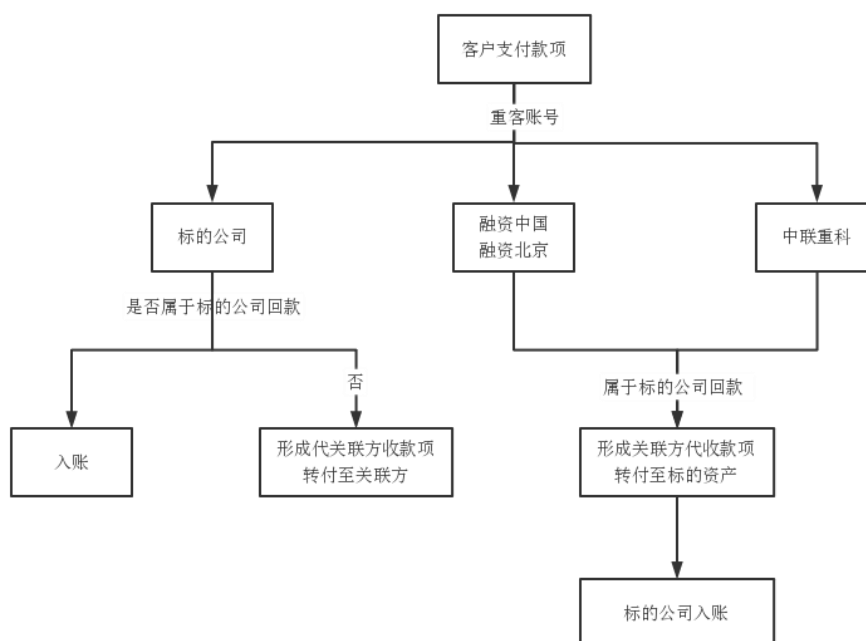 客户支付款项
重客账号
标的公司
融资中国
融资北京
中联重科
是否属于标的公司回款
否
属于标的公司回款
入账
形成代关联方收款项
转付至关联方
形成关联方代收款项
转付至标的资产
标的公司入账